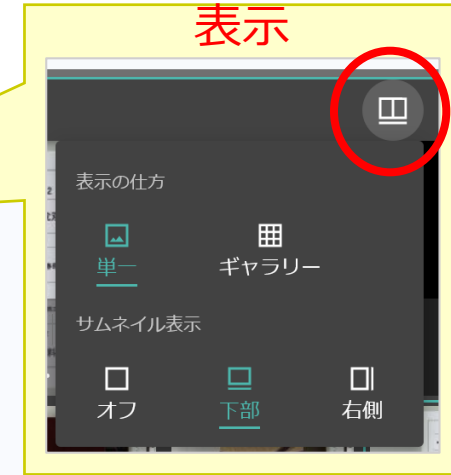 表示
表示の仕方
単一
ギャラリー
サムネイル表示
オフ
下部
右側